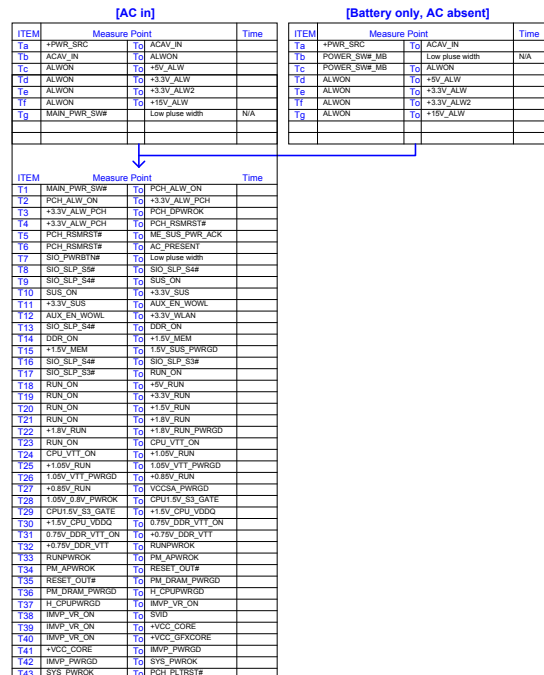 [AC in]
ITEM Measure Point Time
Ta +PWR_SRC To ACAV_IN
Tb ACAV_IN To ALWON
Tc ALWON To +5V_ALW
Td ALWON To +3.3V_ALW
Te ALWON To +3.3V_ALW2
Tf ALWON To +15V_ALW
Tg MAIN_PWR_SW# Low pluse width N/A
[Battery only, AC absent]
ITEM Measure Point Time
Ta +PWR_SRC To ACAV_IN
Tb POWER_SW#_MB Low pluse width N/A
Tc POWER_SW#_MB To ALWON
Td ALWON To +5V_ALW
Te ALWON To +3.3V_ALW
Tf ALWON To +3.3V_ALW2
Tg ALWON To +15V_ALW
ITEM Measure Point Time
T1 MAIN_PWR_SW# To PCH_ALW_ON
T2 PCH_ALW_ON To +3.3V_ALW_PCH
T3 +3.3V_ALW_PCH To PCH_DPWROK
T4 +3.3V_ALW_PCH To PCH_RSMRST#
T5 PCH_RSMRST# To ME_SUS_PWR_ACK
T6 PCH_RSMRST# To AC_PRESENT
T7 SIO_PWRBTN# To Low pluse width
T8 SIO_SLP_S5# To SIO_SLP_S4#
T9 SIO_SLP_S4# To SUS_ON
T10 SUS_ON To +3.3V_SUS
T11 +3.3V_SUS To AUX_EN_WOWL
T12 AUX_EN_WOWL To +3.3V_WLAN
T13 SIO_SLP_S4# To DDR_ON
T14 DDR_ON To +1.5V_MEM
T15 +1.5V_MEM To 1.5V_SUS_PWRGD
T16 SIO_SLP_S4# To SIO_SLP_S3#
T17 SIO_SLP_S3# To RUN_ON
T18 RUN_ON To +5V_RUN
T19 RUN_ON To +3.3V_RUN
T20 RUN_ON To +1.5V_RUN
T21 RUN_ON To +1.8V_RUN
T22 +1.8V_RUN To +1.8V_RUN_PWRGD
T23 RUN_ON To CPU_VTT_ON
T24 CPU_VTT_ON To +1.05V_RUN
T25 +1.05V_RUN To 1.05V_VTT_PWRGD
T26 1.05V_VTT_PWRGD To +0.85V_RUN
T27 +0.85V_RUN To VCCSA_PWRGD
T28 1.05V_0.8V_PWROK To CPU1.5V_S3_GATE
T29 CPU1.5V_S3_GATE To +1.5V_CPU_VDDQ
T30 +1.5V_CPU_VDDQ To 0.75V_DDR_VTT_ON
T31 0.75V_DDR_VTT_ON To +0.75V_DDR_VTT
T32 +0.75V_DDR_VTT To RUNPWROK
T33 RUNPWROK To PM_APWROK
T34 PM_APWROK To RESET_OUT#
T35 RESET_OUT# To PM_DRAM_PWRGD
T36 PM_DRAM_PWRGD To H_CPUPWRGD
T37 H_CPUPWRGD To IMVP_VR_ON
T38 IMVP_VR_ON To SVID
T39 IMVP_VR_ON To +VCC_CORE
T40 IMVP_VR_ON To +VCC_GFXCORE
T41 +VCC_CORE To IMVP_PWRGD
T42 IMVP_PWRGD To SYS_PWROK
T43 SYS_PWROK To PCH_PLTRST#